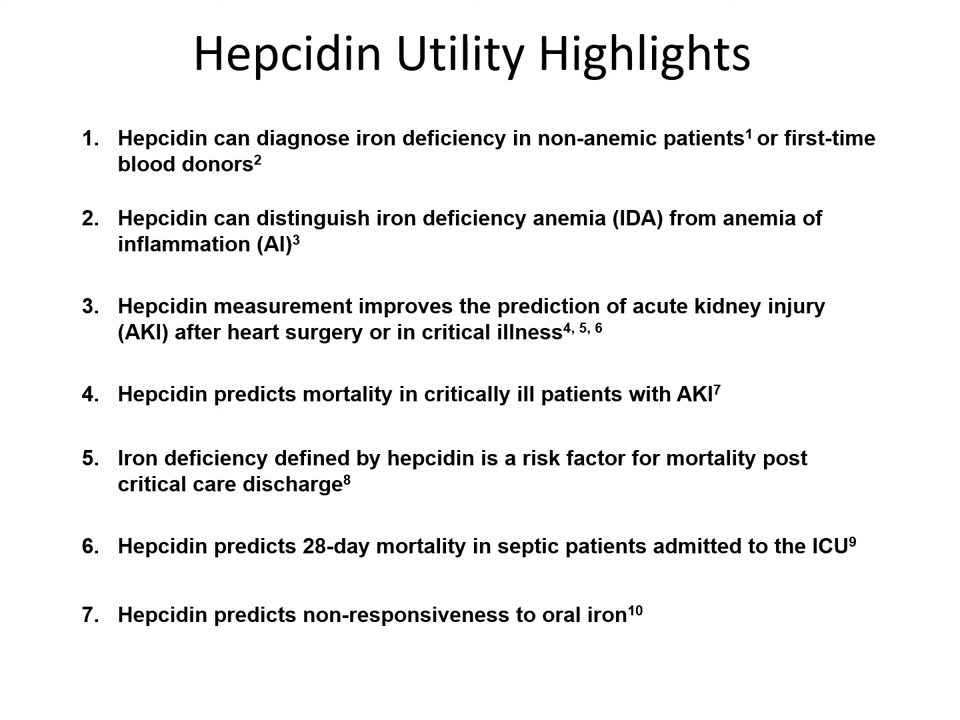 Hepcidin Utility Highlights
1. Hepcidin can diagnose iron deficiency in non-anemic patients¹ or first-time
blood donors²
2. Hepcidin can distinguish iron deficiency anemia (IDA) from anemia of
inflammation (AI)³
3. Hepcidin measurement improves the prediction of acute kidney injury
(AKI) after heart surgery or in critical illness⁴, ⁵, ⁶
4. Hepcidin predicts mortality in critically ill patients with AKI⁷
5. Iron deficiency defined by hepcidin is a risk factor for mortality post
critical care discharge⁸
6. Hepcidin predicts 28-day mortality in septic patients admitted to the ICU⁹
7. Hepcidin predicts non-responsiveness to oral iron¹⁰